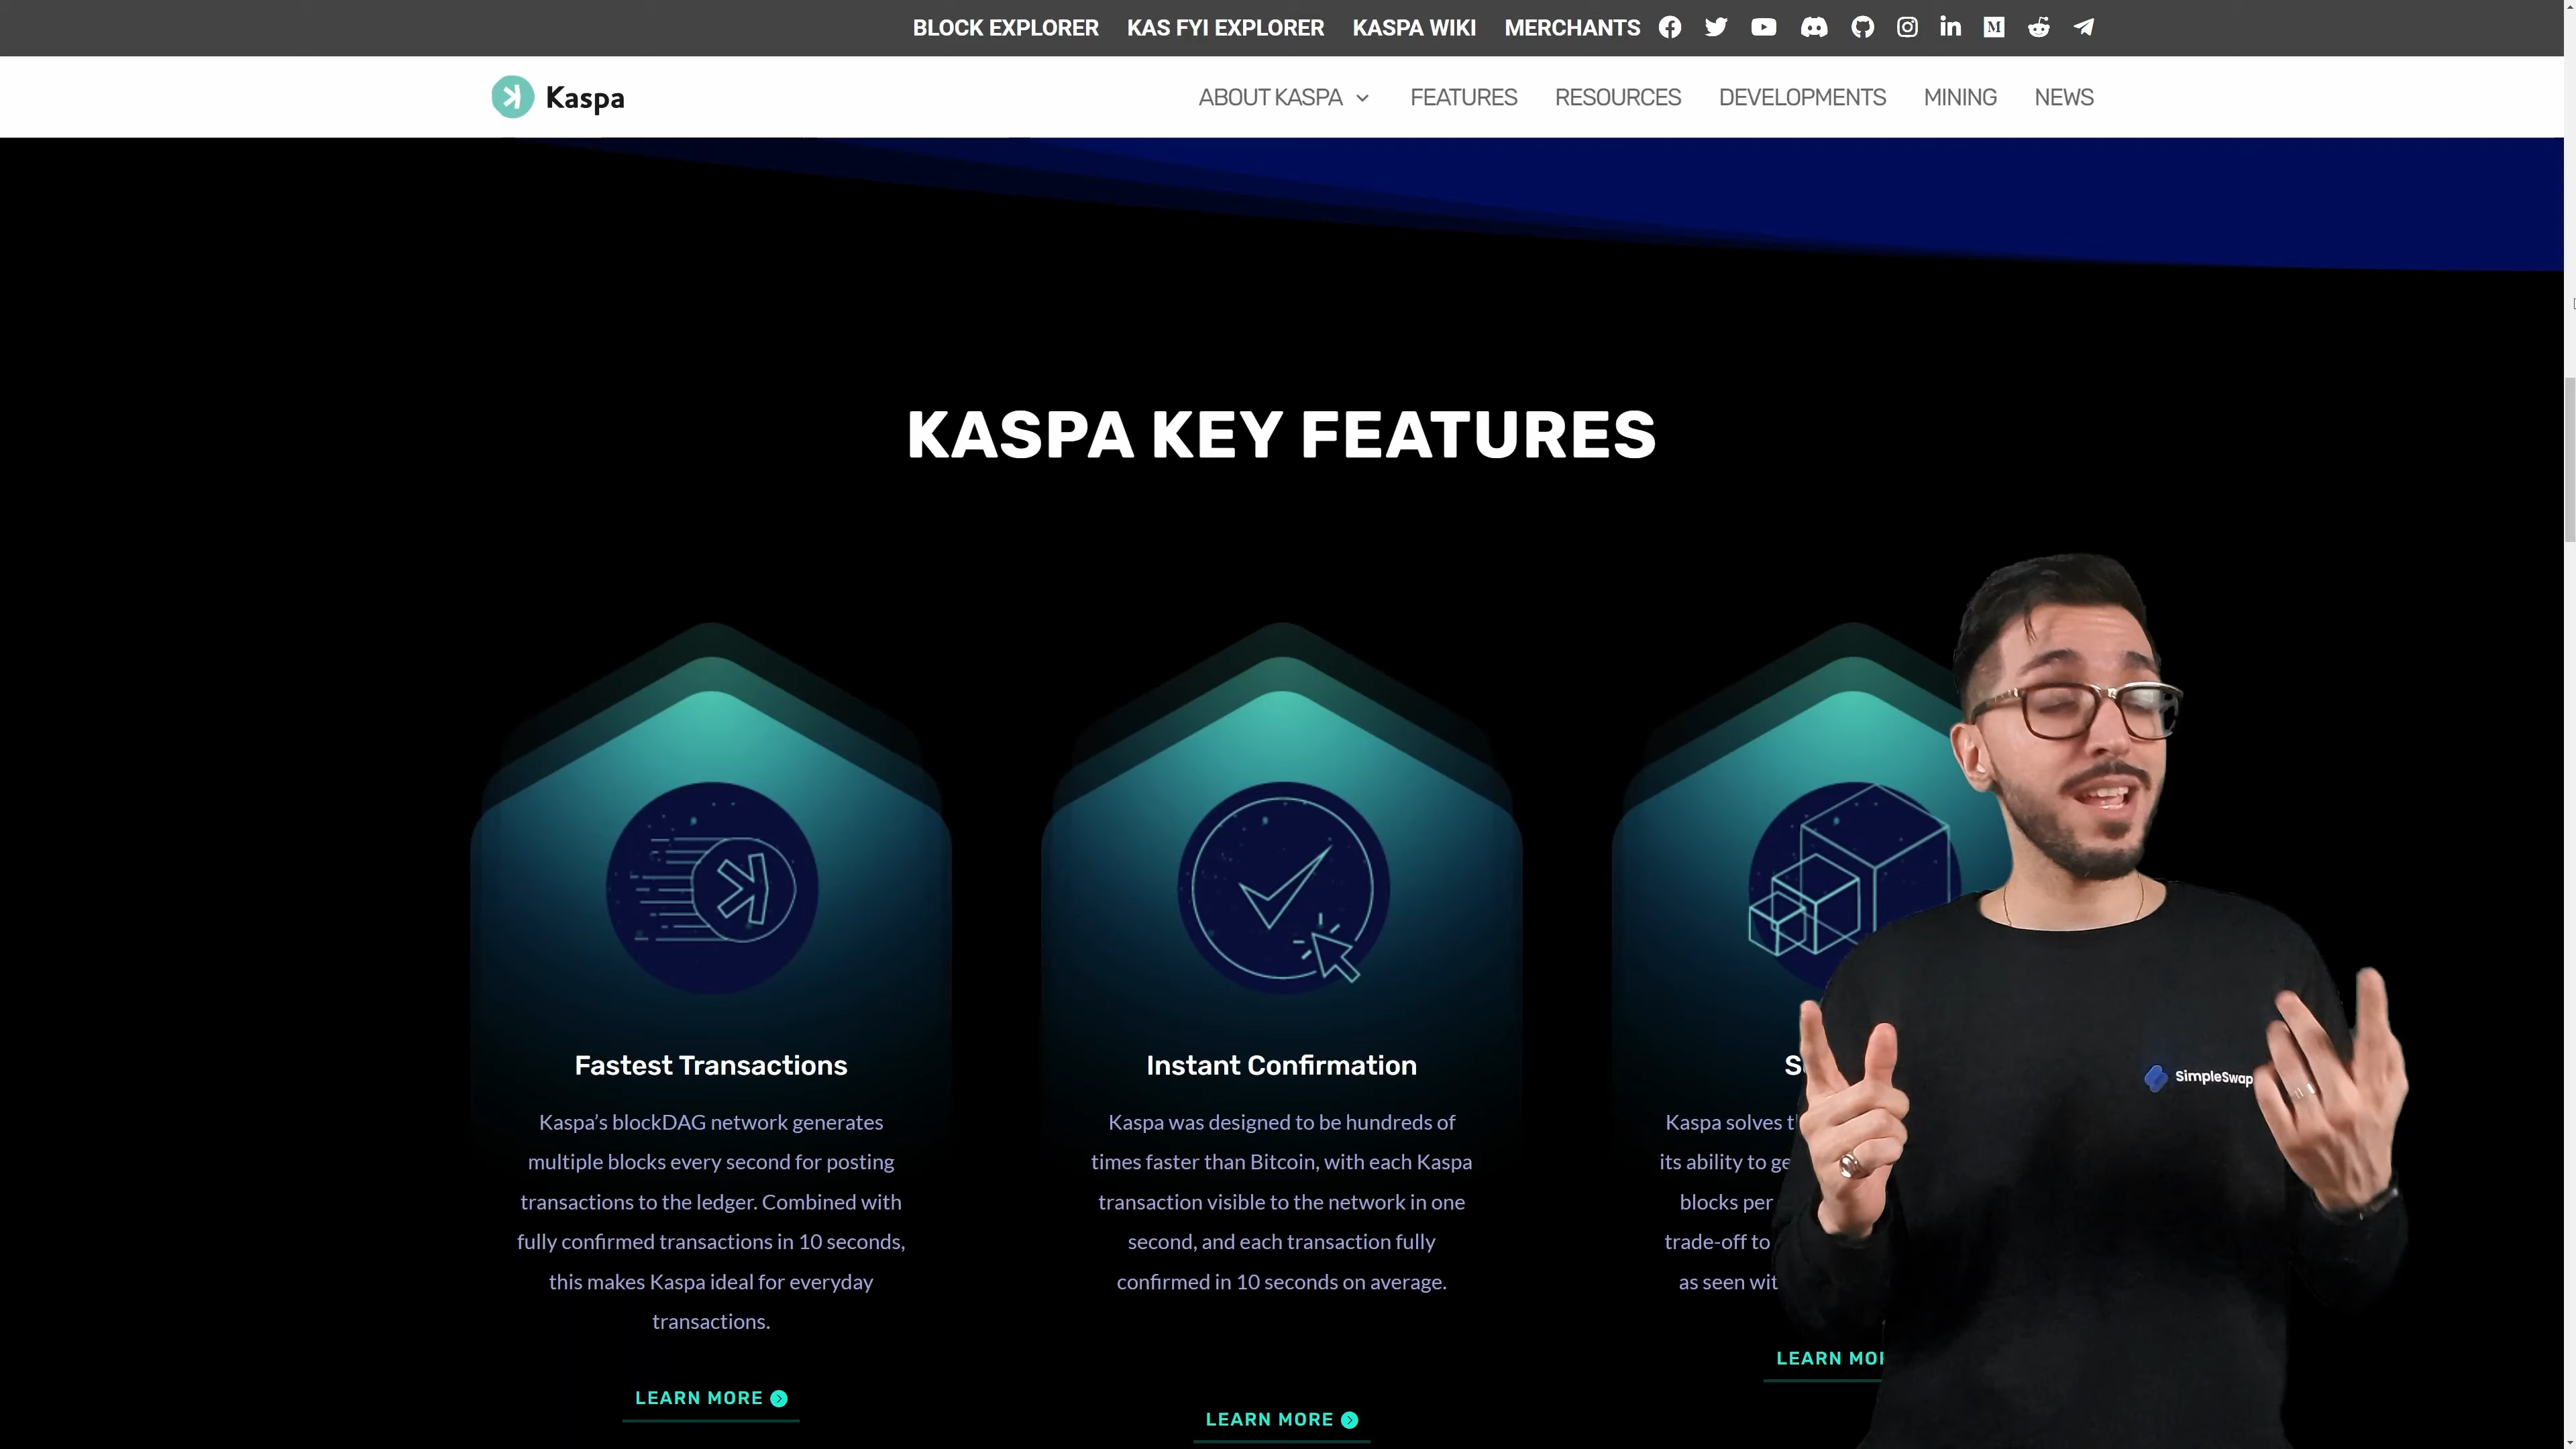 BLOCK EXPLORER KAS FYI EXPLORER KASPA WIKI MERCHANTS
Kaspa
ABOUT KASPA FEATURES RESOURCES DEVELOPMENTS MINING NEWS
KASPA KEY FEATURES
Fastest Transactions
Kaspa’s blockDAG network generates
multiple blocks every second for posting
transactions to the ledger. Combined with
fully confirmed transactions in 10 seconds,
this makes Kaspa ideal for everyday
transactions.
LEARN MORE
Instant Confirmation
Kaspa was designed to be hundreds of
times faster than Bitcoin, with each Kaspa
transaction visible to the network in one
second, and each transaction fully
confirmed in 10 seconds on average.
LEARN MORE
Kaspa solves
its ability to
blocks per
trade-off to
as seen
LEARN
SimpleSwap